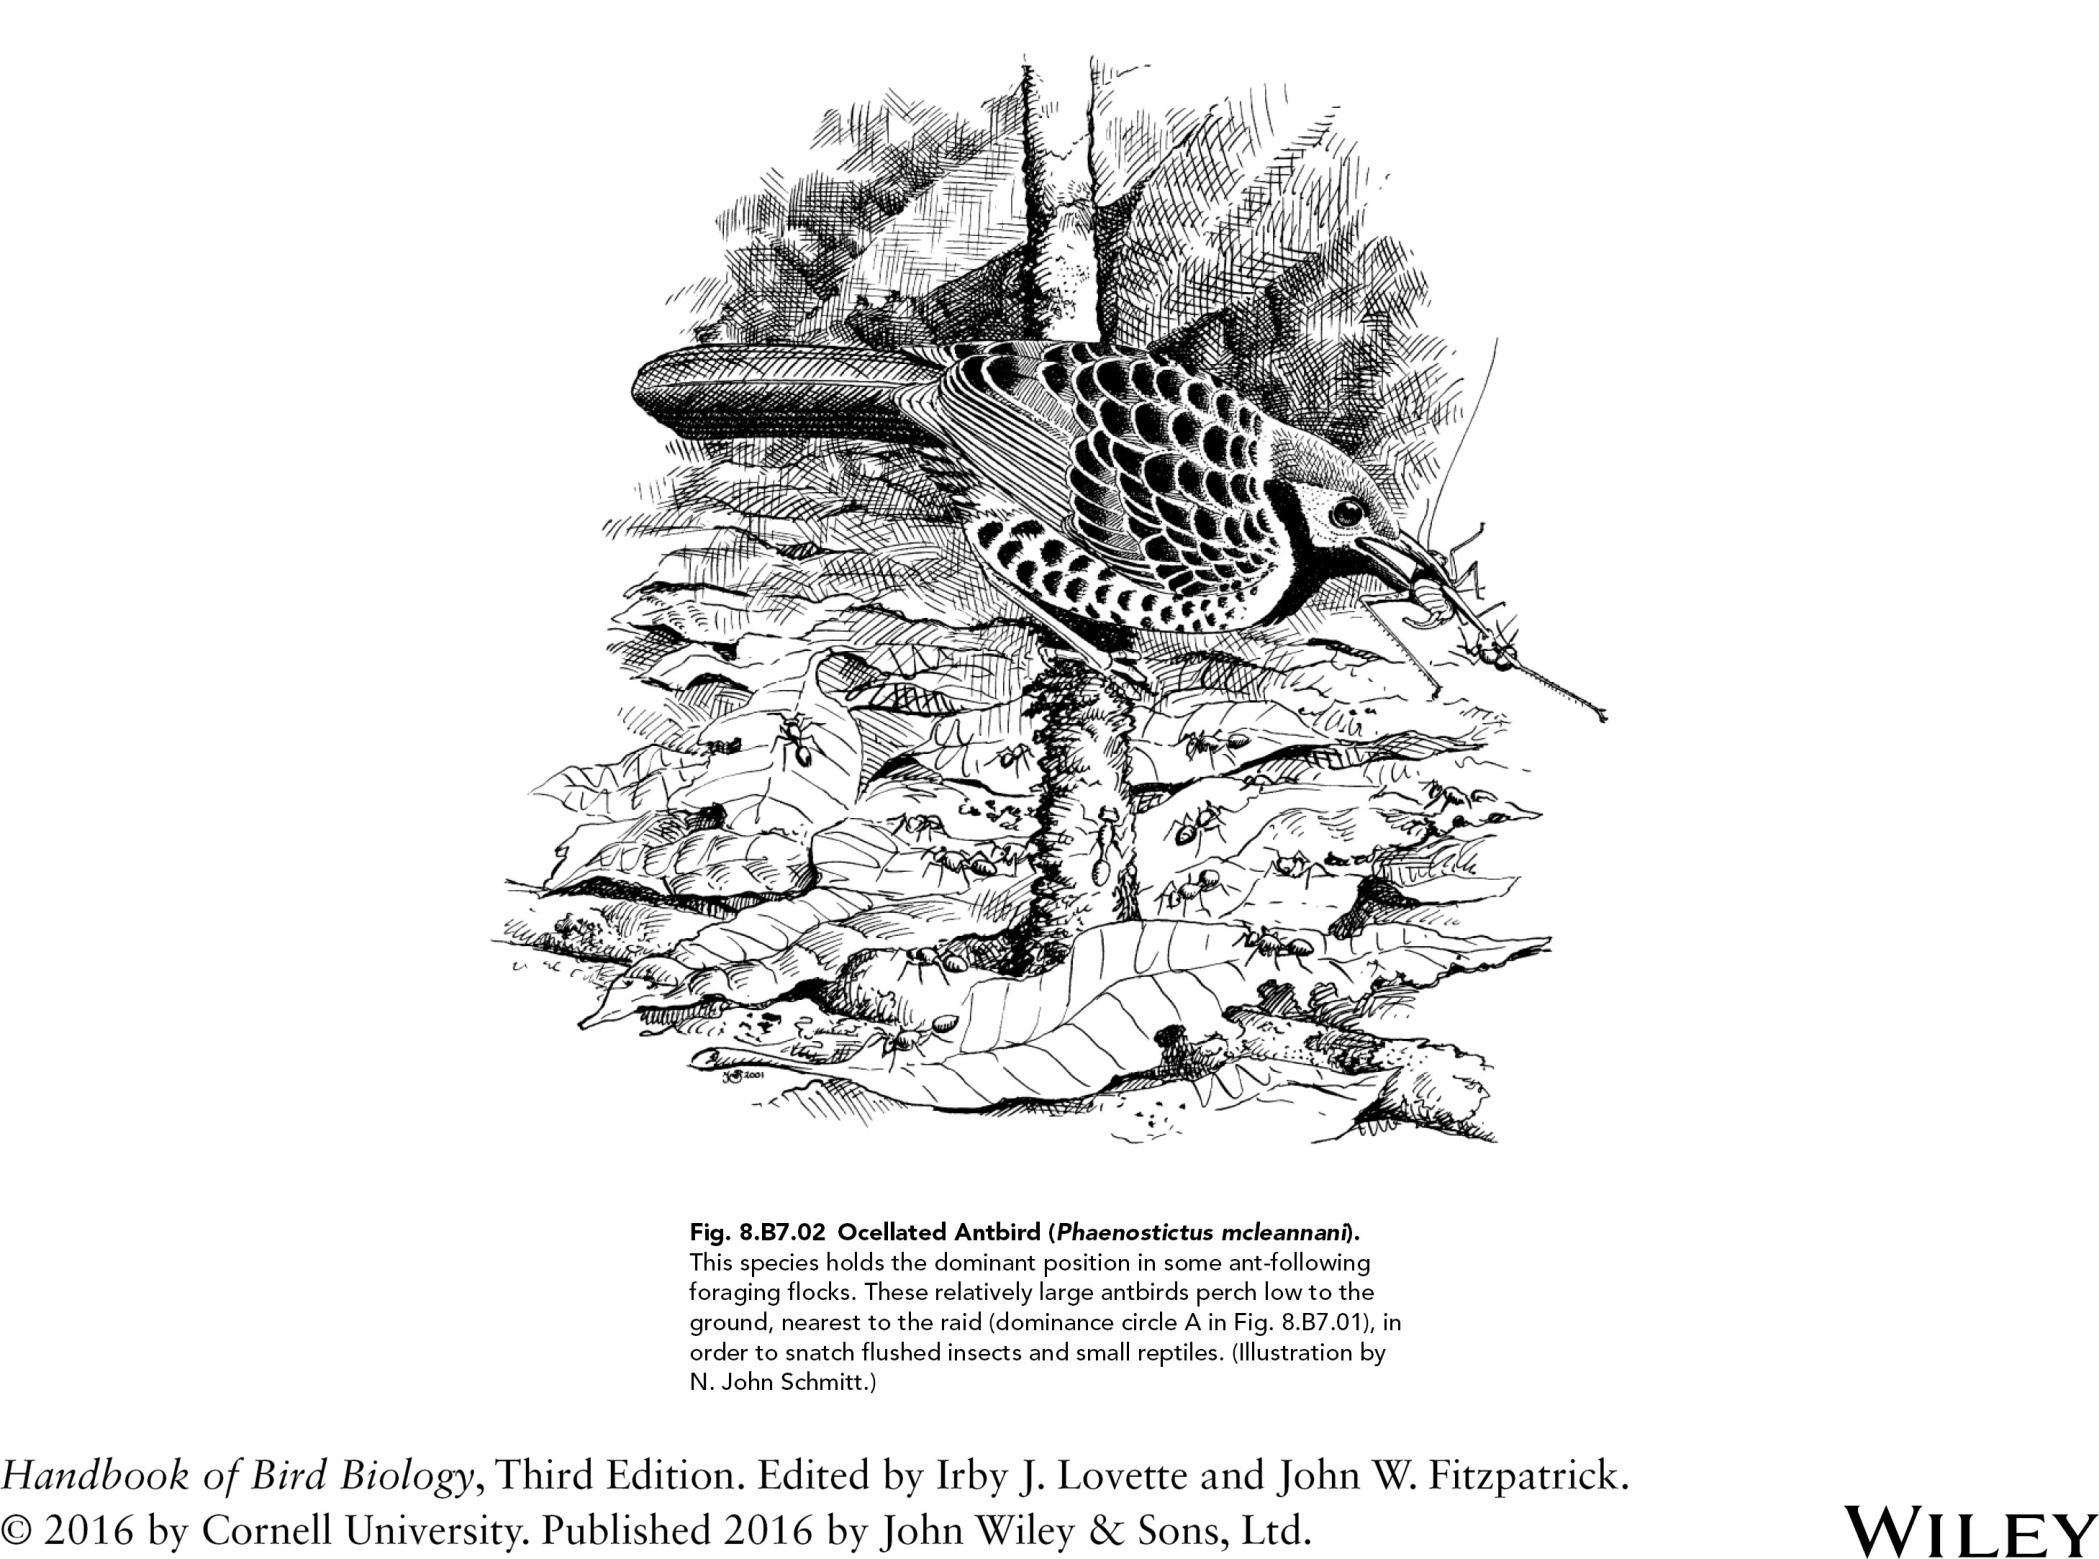 2001
Fig. 8.B7.02 Ocellated Antbird (Phaenostictus mcleannani).
This species holds the dominant position in some ant-following
foraging flocks. These relatively large antbirds perch low to the
ground, nearest to the raid (dominance circle A in Fig. 8.B7.01), in
order to snatch flushed insects and small reptiles. (Illustration by
N. John Schmitt.)
Handbook of Bird Biology, Third Edition. Edited by Irby J. Lovette and John W. Fitzpatrick.
© 2016 by Cornell University. Published 2016 by John Wiley & Sons, Ltd.
WILEY